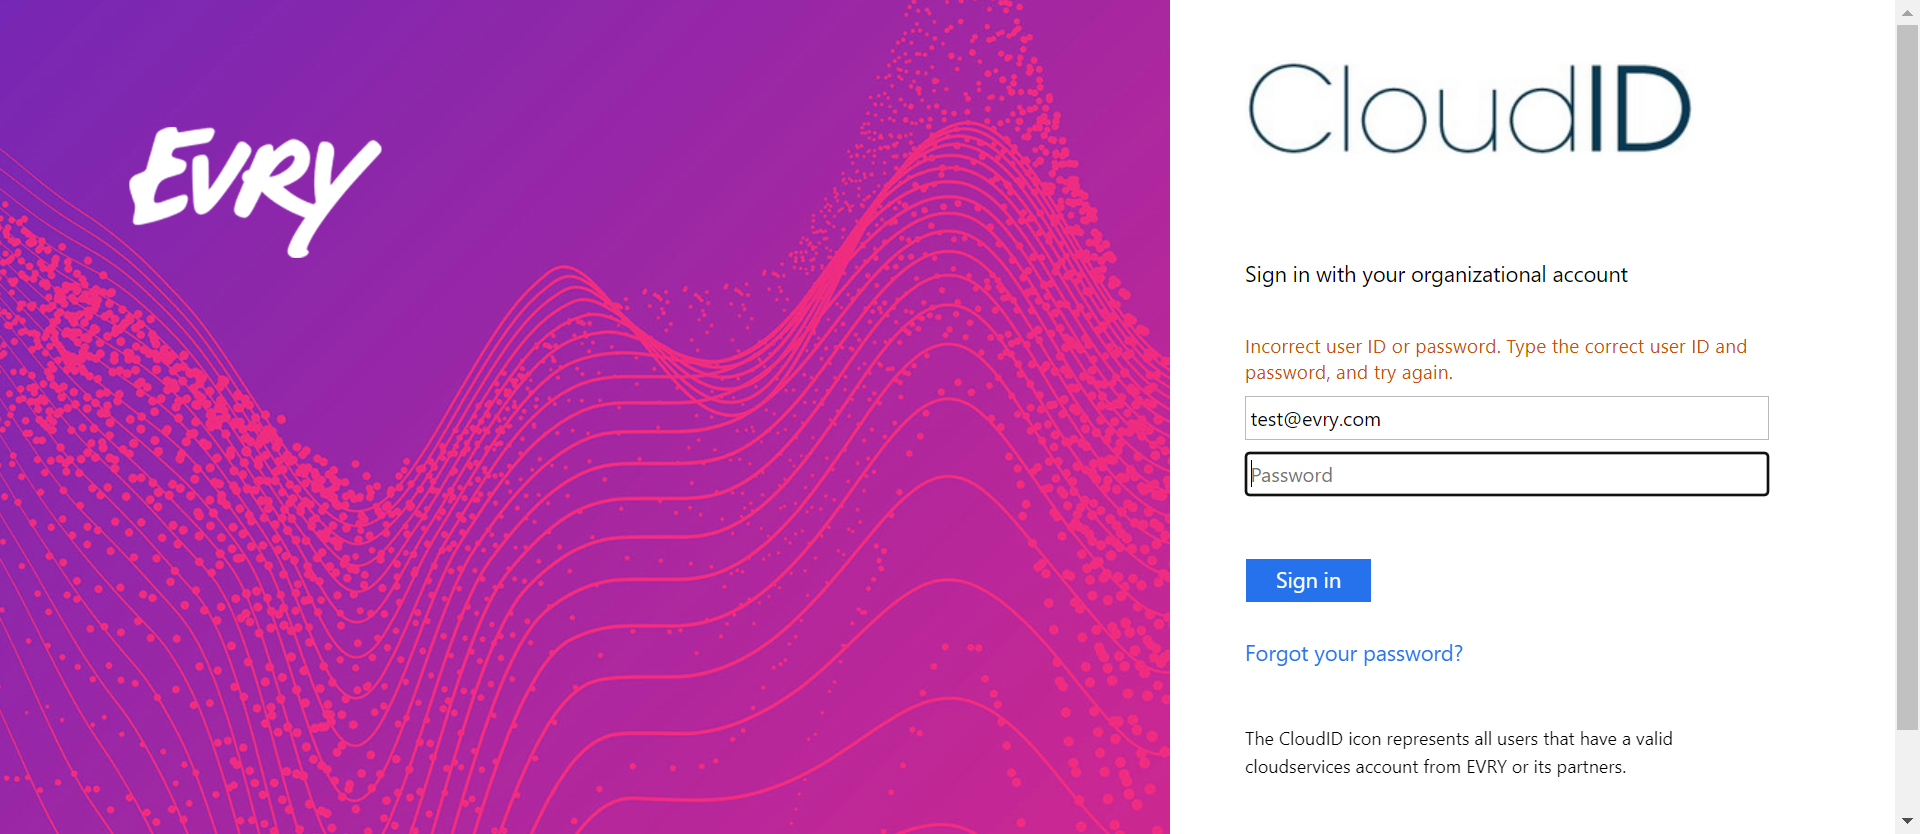 EVRY
CloudID
Sign in with your organizational account
Incorrect user ID or password. Type the correct user ID and
password, and try again.
test@evry.com
Password
Sign in
Forgot your password?
The CloudID icon represents all users that have a valid
cloudservices account from EVRY or its partners.